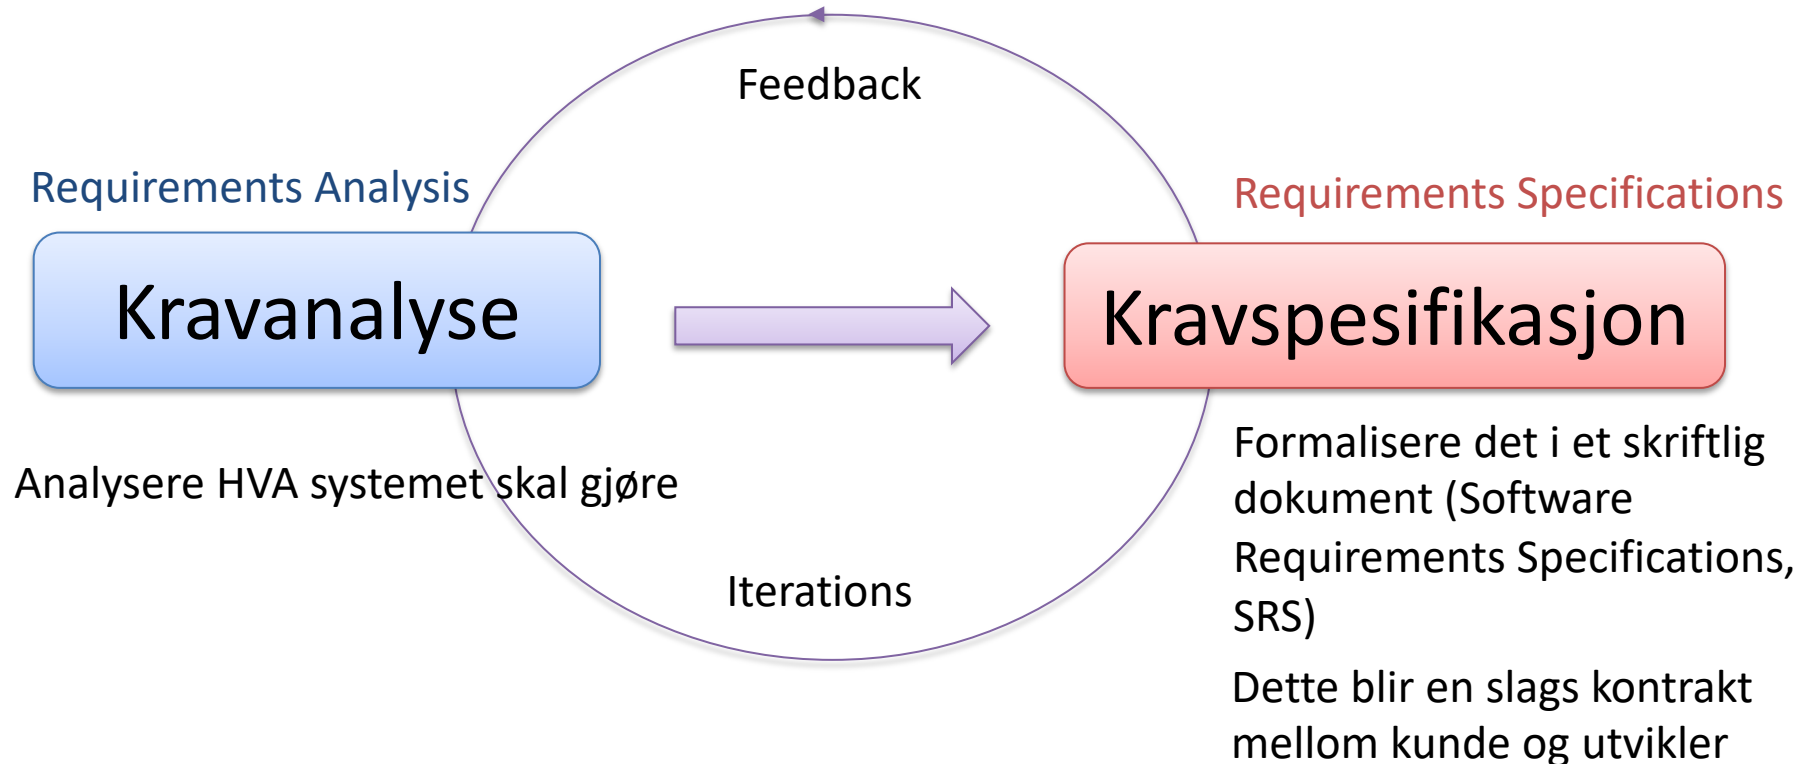 Feedback
Requirements Analysis
Requirements Specifications
Kravanalyse
Kravspesifikasjon
Analysere HVA systemet skal gjøre
Iterations
Formalisere det i et skriftlig
dokument (Software
Requirements Specifications,
SRS)
Dette blir en slags kontrakt
mellom kunde og utvikler